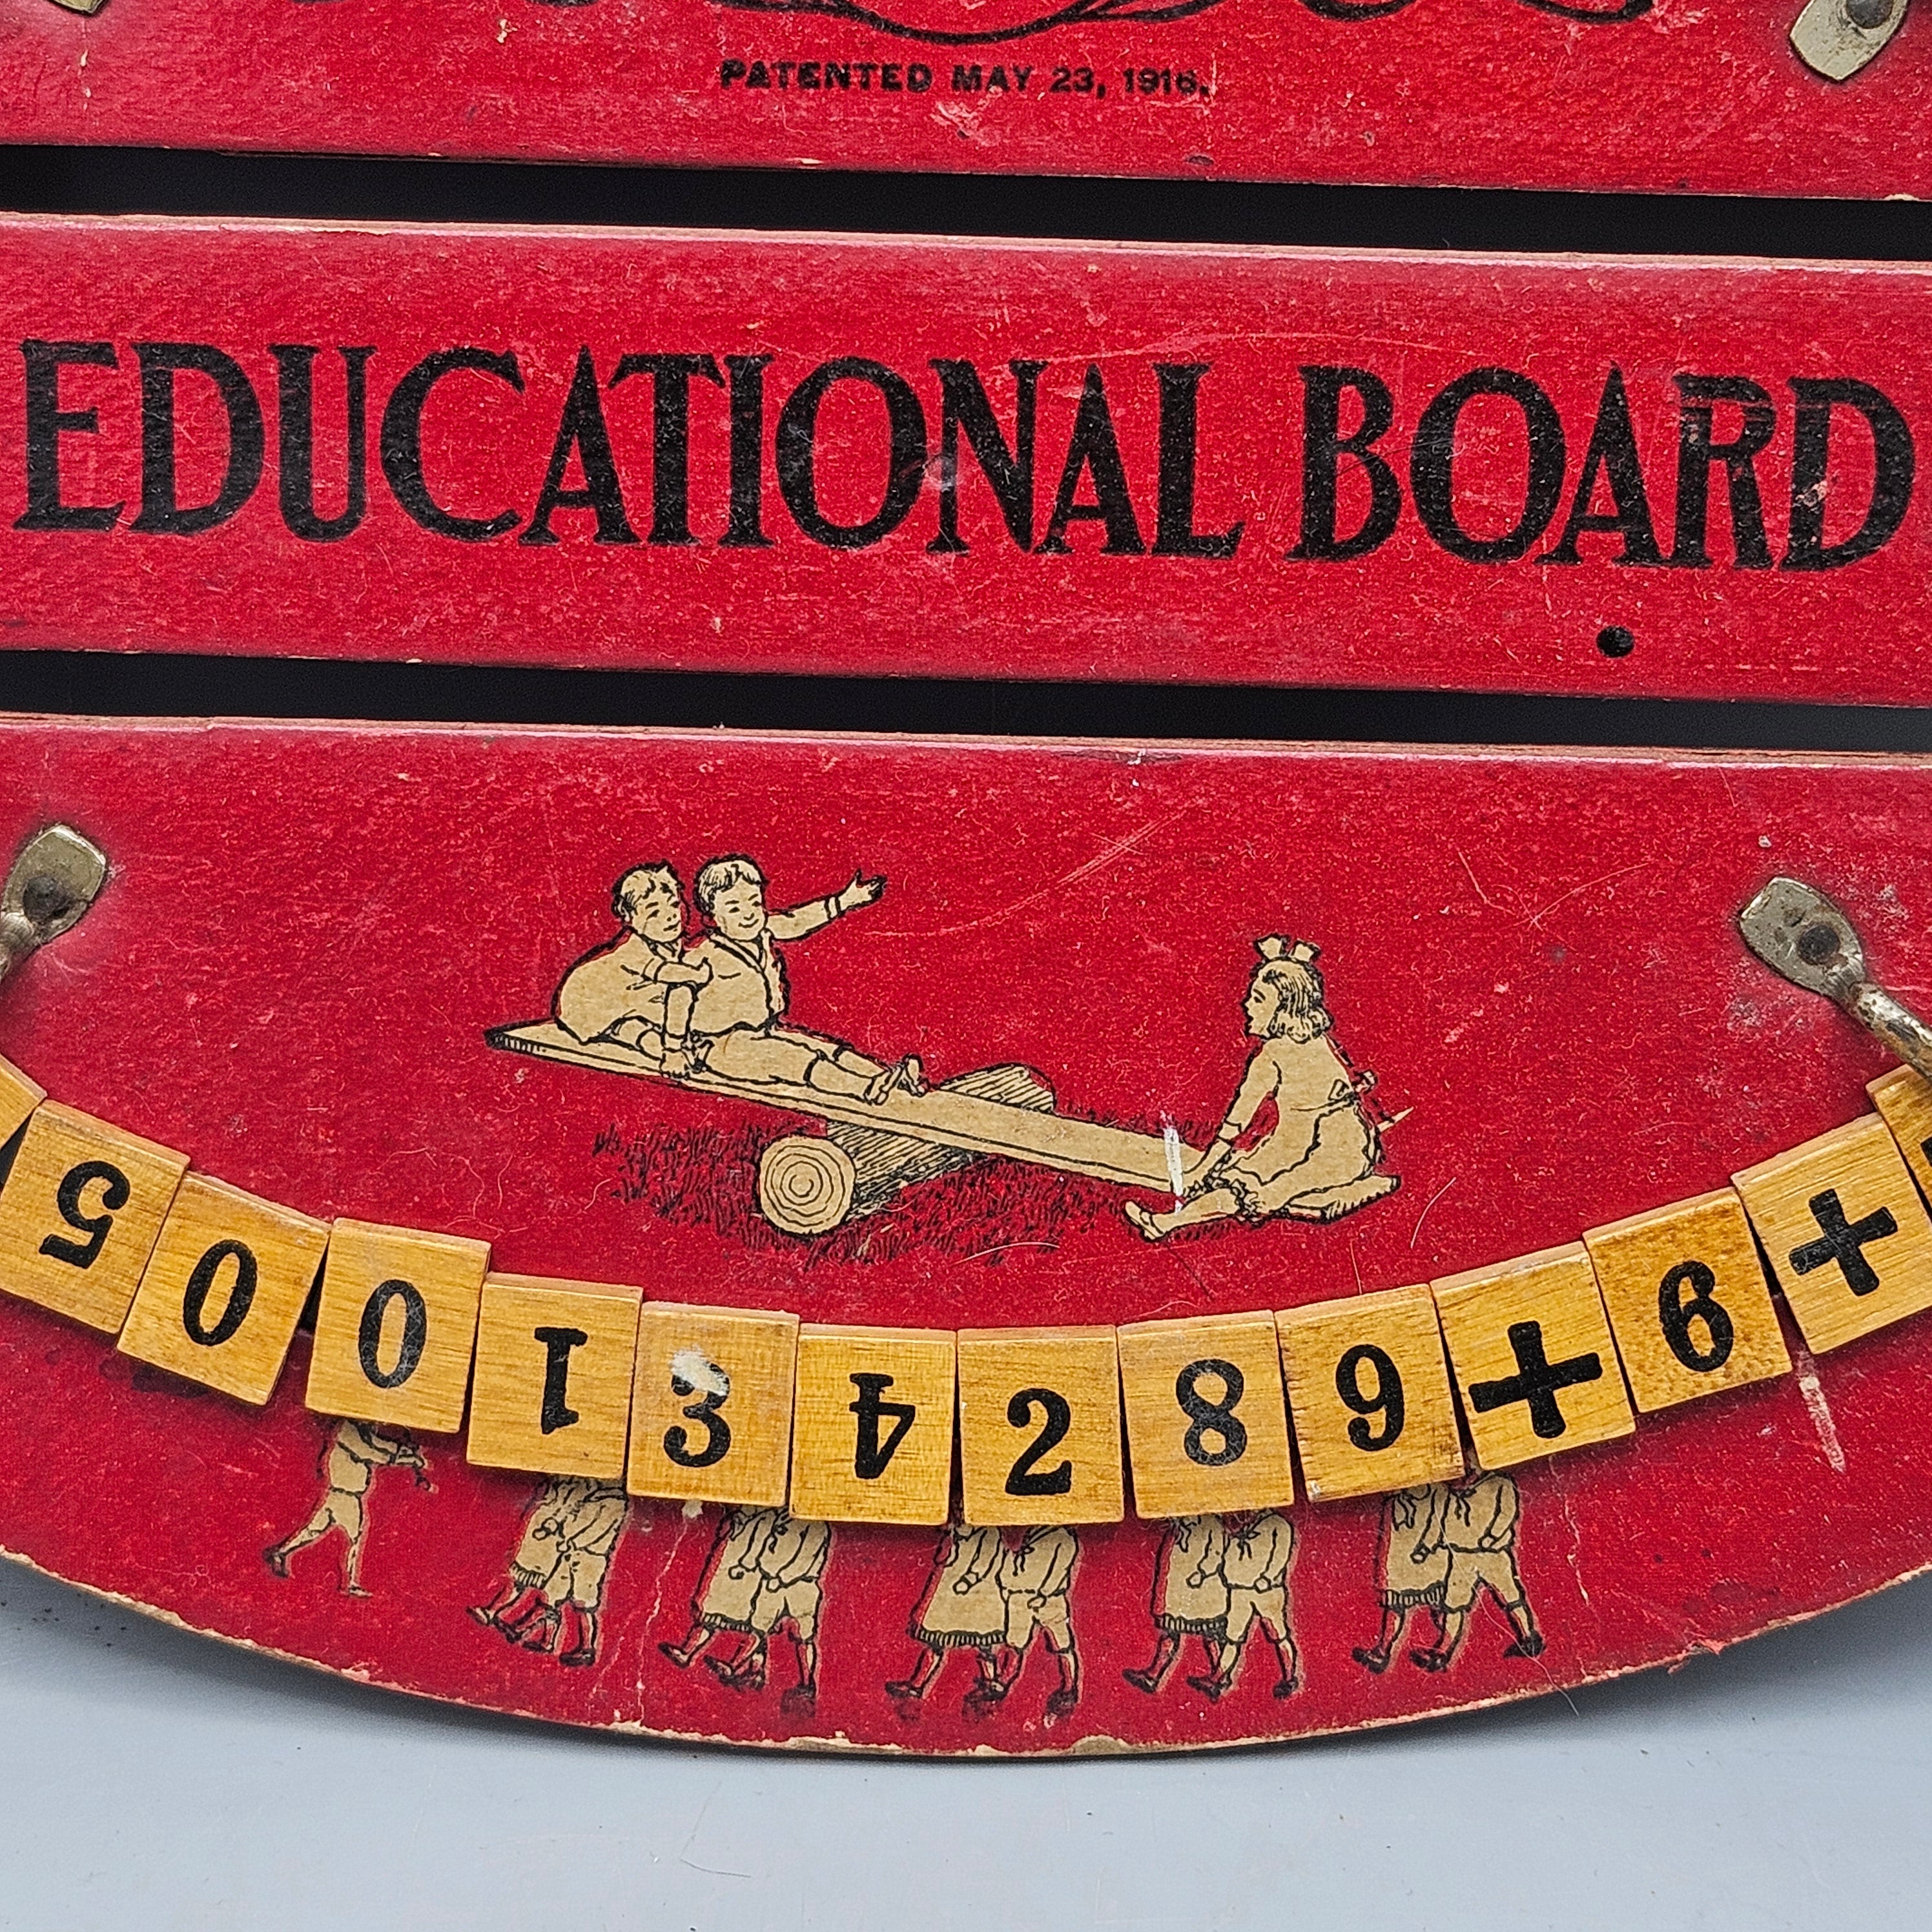 PATENTED MAY 23, 1916.
EDUCATIONAL BOARD
5 0 0 1 3 4 2 8 6 + 9 +